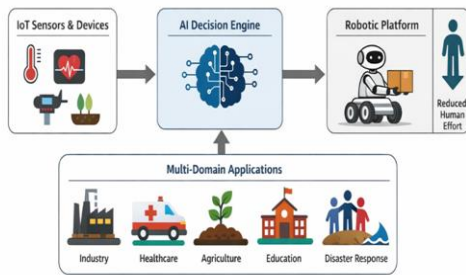 IoT Sensors & Devices
AI Decision Engine
Robotic Platform
Reduced
Human
Effort
Multi-Domain Applications
Industry
Healthcare
Agriculture
Education
Disaster Response